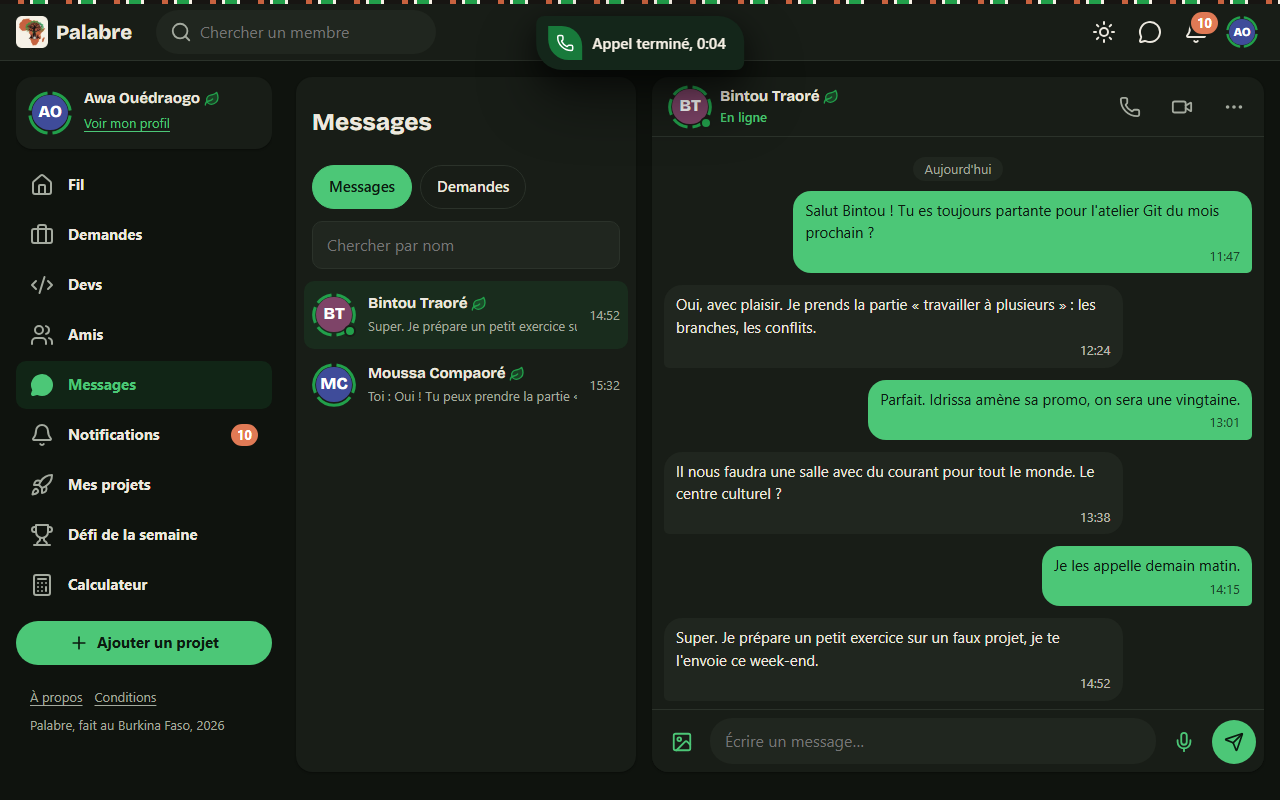 Palabre
Chercher un membre
Appel terminé, 0:04
10
AO
AO
Awa Ouédraogo
Voir mon profil
Fil
Demandes
Devs
Amis
Messages
Notifications
10
Mes projets
Défi de la semaine
Calculateur
Ajouter un projet
À propos Conditions
Palabre, fait au Burkina Faso, 2026
Messages
Messages Demandes
Chercher par nom
BT
Bintou Traoré
Super. Je prépare un petit exercice
14:52
MC
Moussa Compaoré
Toi : Oui ! Tu peux prendre la partie «
15:32
BT
Bintou Traoré
En ligne
Aujourd'hui
Salut Bintou ! Tu es toujours partante pour l'atelier Git du mois
prochain ?
11:47
Oui, avec plaisir. Je prends la partie « travailler à plusieurs » : les
branches, les conflits.
12:24
Parfait. Idrissa amène sa promo, on sera une vingtaine.
13:01
Il nous faudra une salle avec du courant pour tout le monde. Le
centre culturel ?
13:38
Je les appelle demain matin.
14:15
Super. Je prépare un petit exercice sur un faux projet, je te
l'envoie ce week-end.
14:52
Écrire un message...